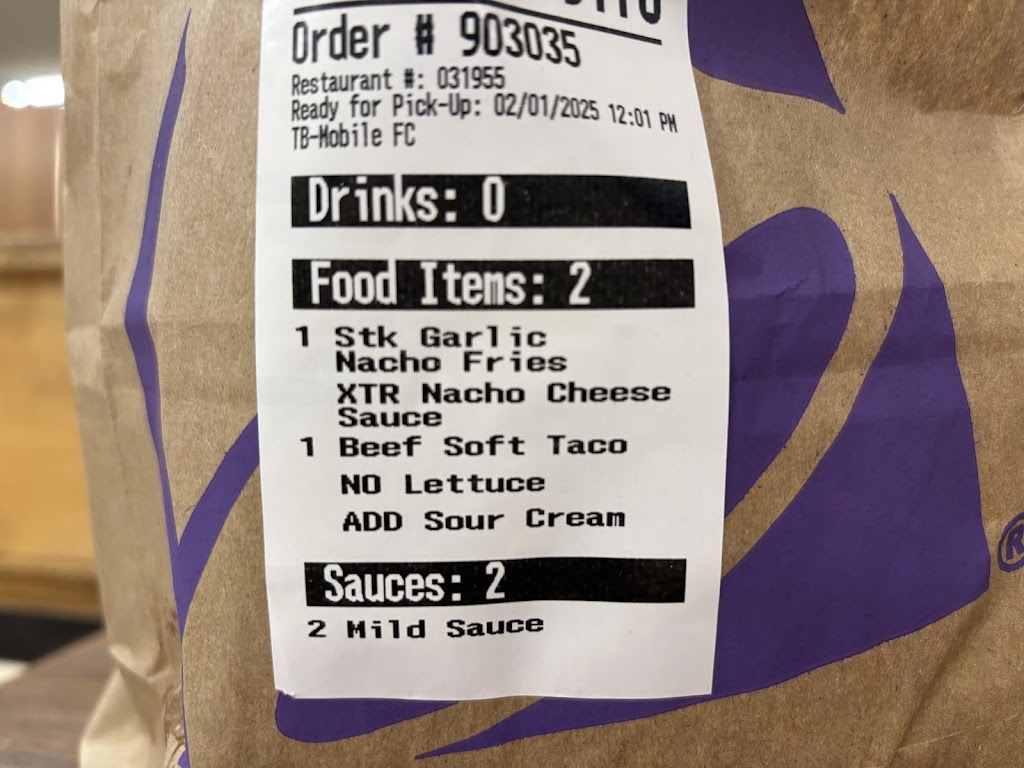 Order # 903035
Restaurant #: 031955
Ready for Pick-Up: 02/01/2025 12:01 PM
TB-Mobile FC
Drinks: 0
Food Items: 2
1 Stk Garlic
Nacho Fries
XTR Nacho Cheese
Sauce
1 Beef Soft Taco
NO Lettuce
ADD Sour Cream
Sauces: 2
2 Mild Sauce
®